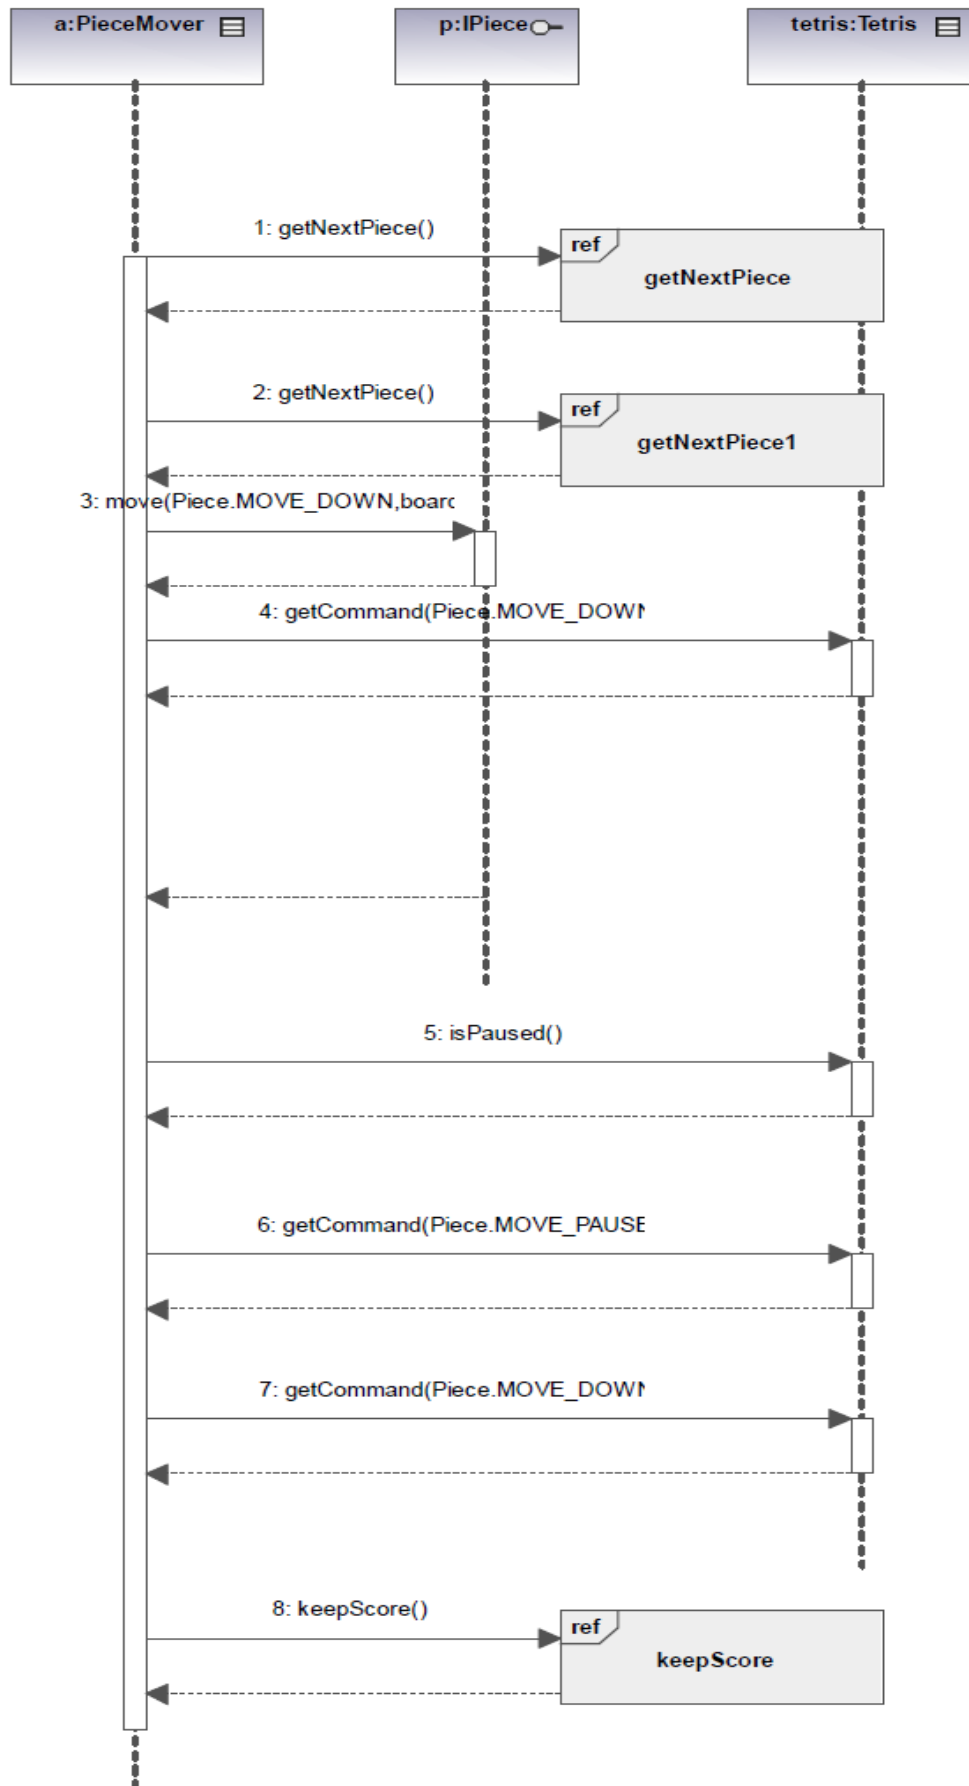 a:PieceMover
p:IPiece
tetris:Tetris
1: getNextPiece()
ref
getNextPiece
2: getNextPiece()
ref
getNextPiece1
3: move(Piece.MOVE_DOWN,board
4: getCommand(Piece.MOVE_DOWN
5: isPaused()
6: getCommand(Piece.MOVE_PAUSE
7: getCommand(Piece.MOVE_DOWN
8: keepScore()
ref
keepScore